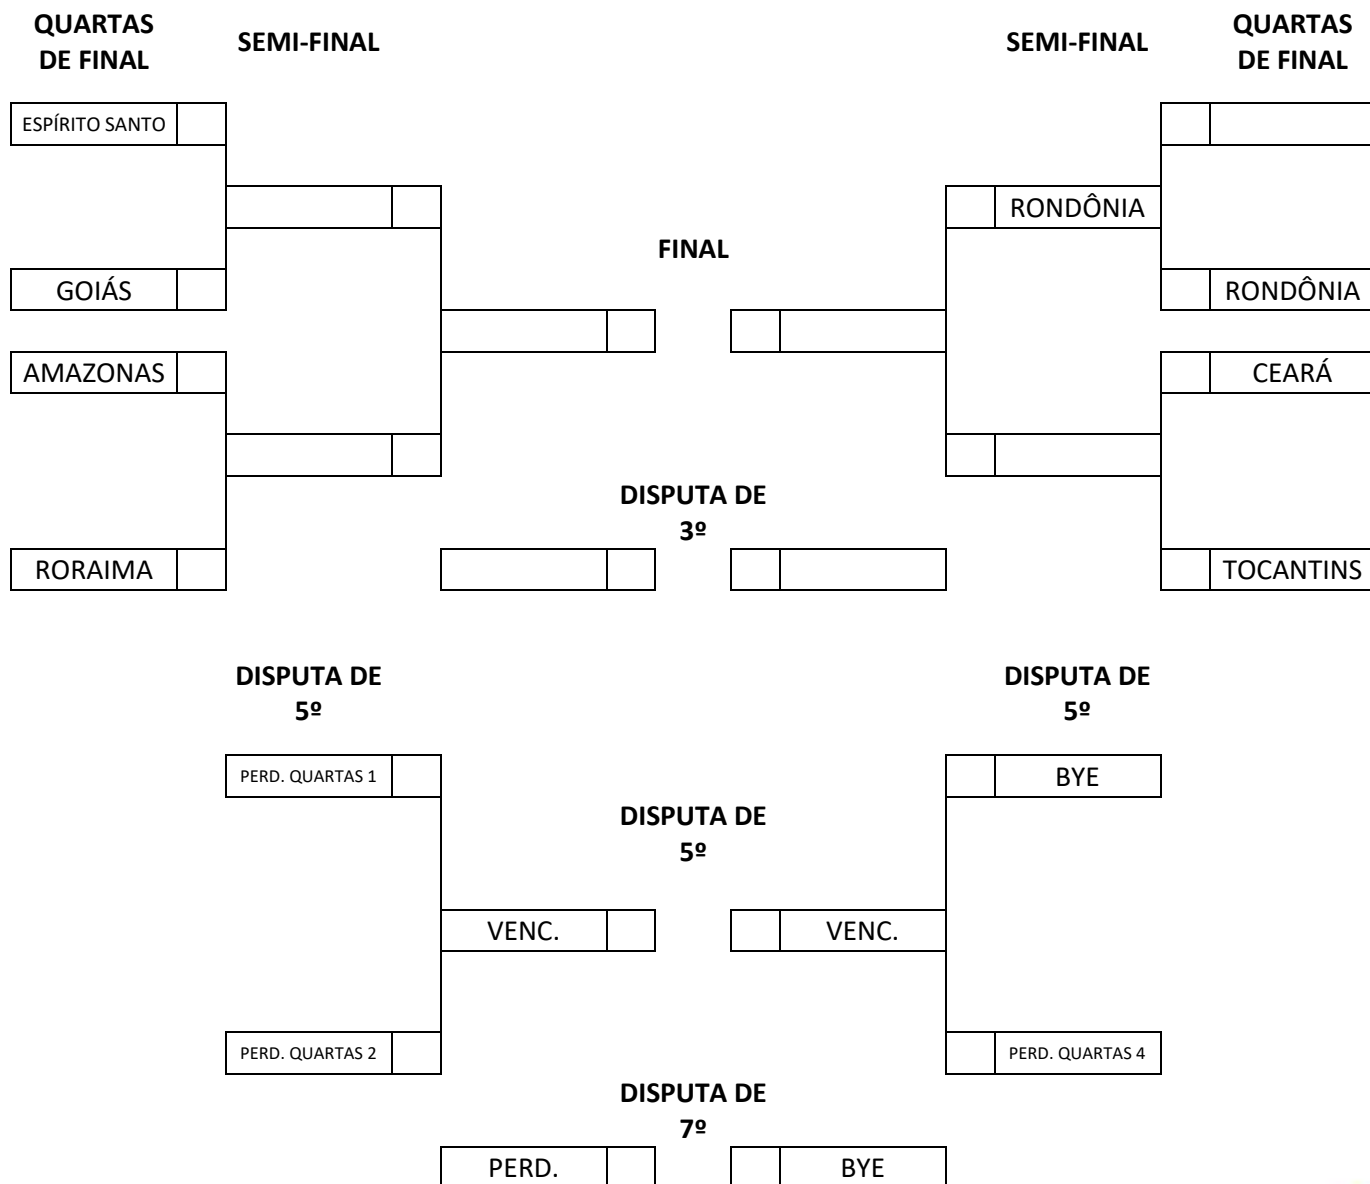 QUARTAS
DE FINAL
SEMI-FINAL
SEMI-FINAL
QUARTAS
DE FINAL
ESPÍRITO SANTO
RONDÔNIA
FINAL
GOIÁS
RONDÔNIA
AMAZONAS
CEARÁ
DISPUTA DE
3º
RORAIMA
TOCANTINS
DISPUTA DE
5º
DISPUTA DE
5º
PERD. QUARTAS 1
BYE
DISPUTA DE
5º
VENC.
VENC.
PERD. QUARTAS 2
PERD. QUARTAS 4
DISPUTA DE
7º
PERD.
BYE